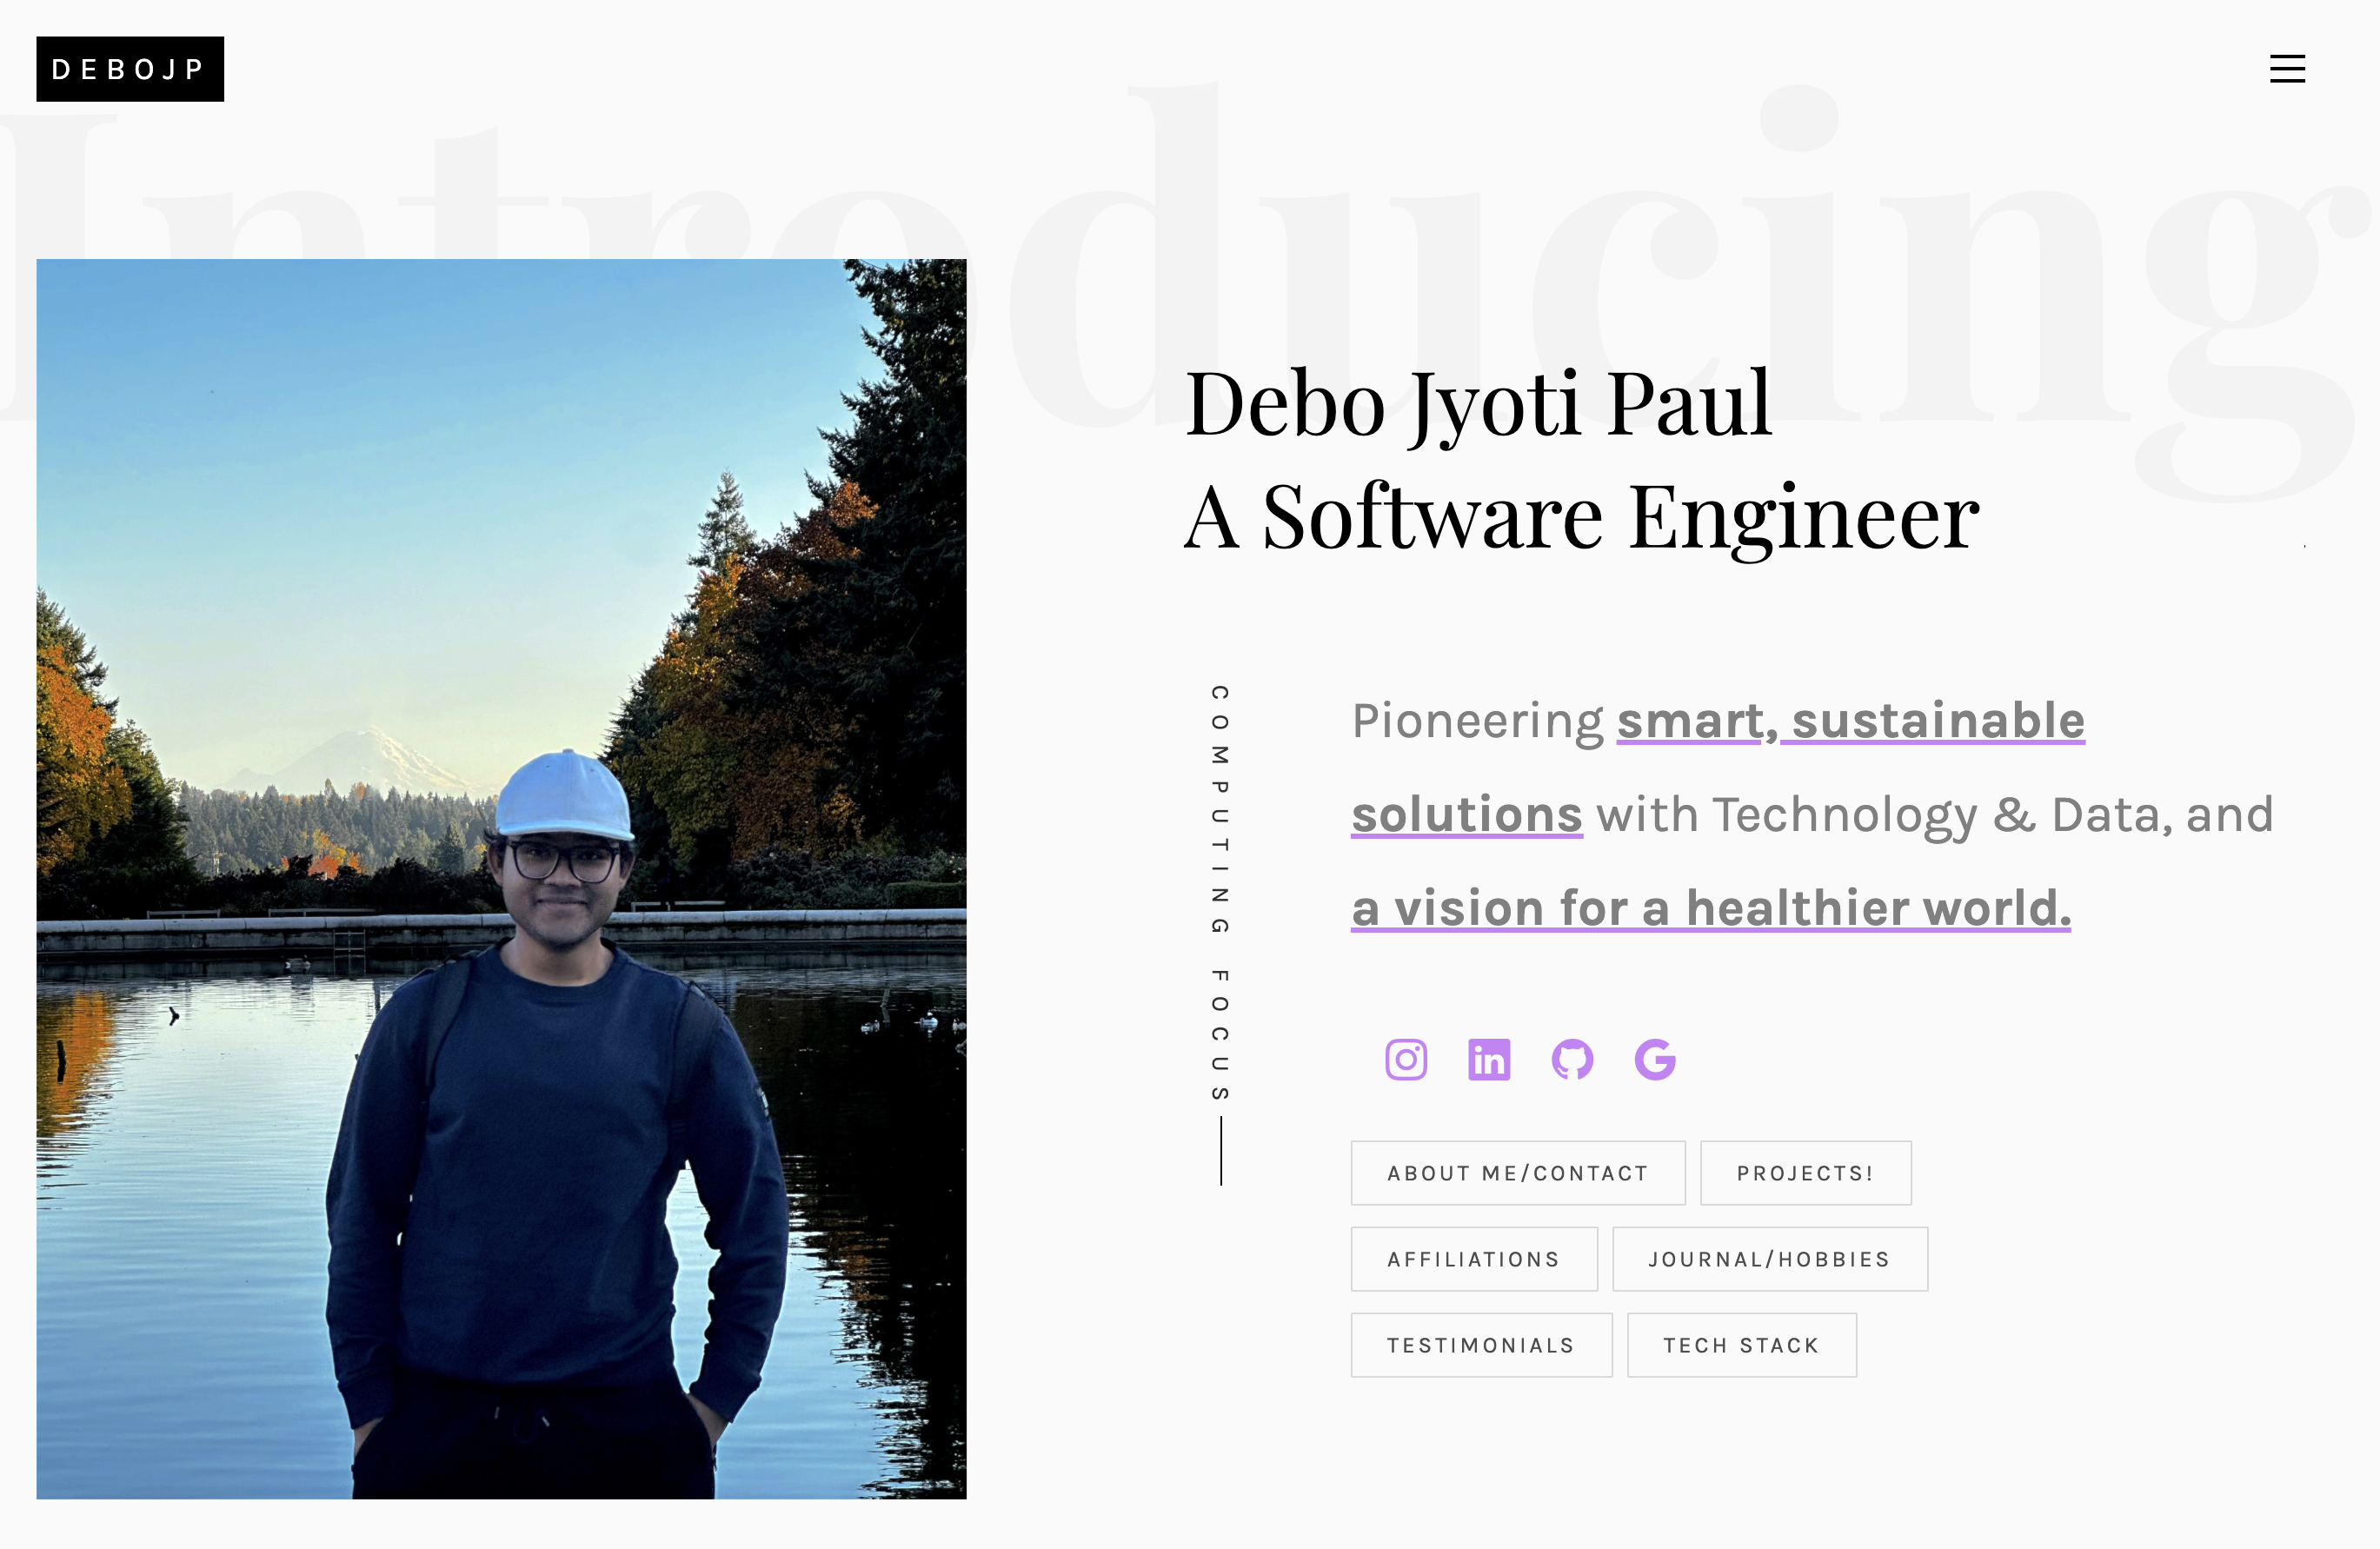 DEBOJP
Introducing
Debo Jyoti Paul
A Software Engineer
COMPUTING FOCUS
Pioneering smart, sustainable
solutions with Technology & Data, and
a vision for a healthier world.
ABOUT ME/CONTACT
PROJECTS!
AFFILIATIONS
JOURNAL/HOBBIES
TESTIMONIALS
TECH STACK